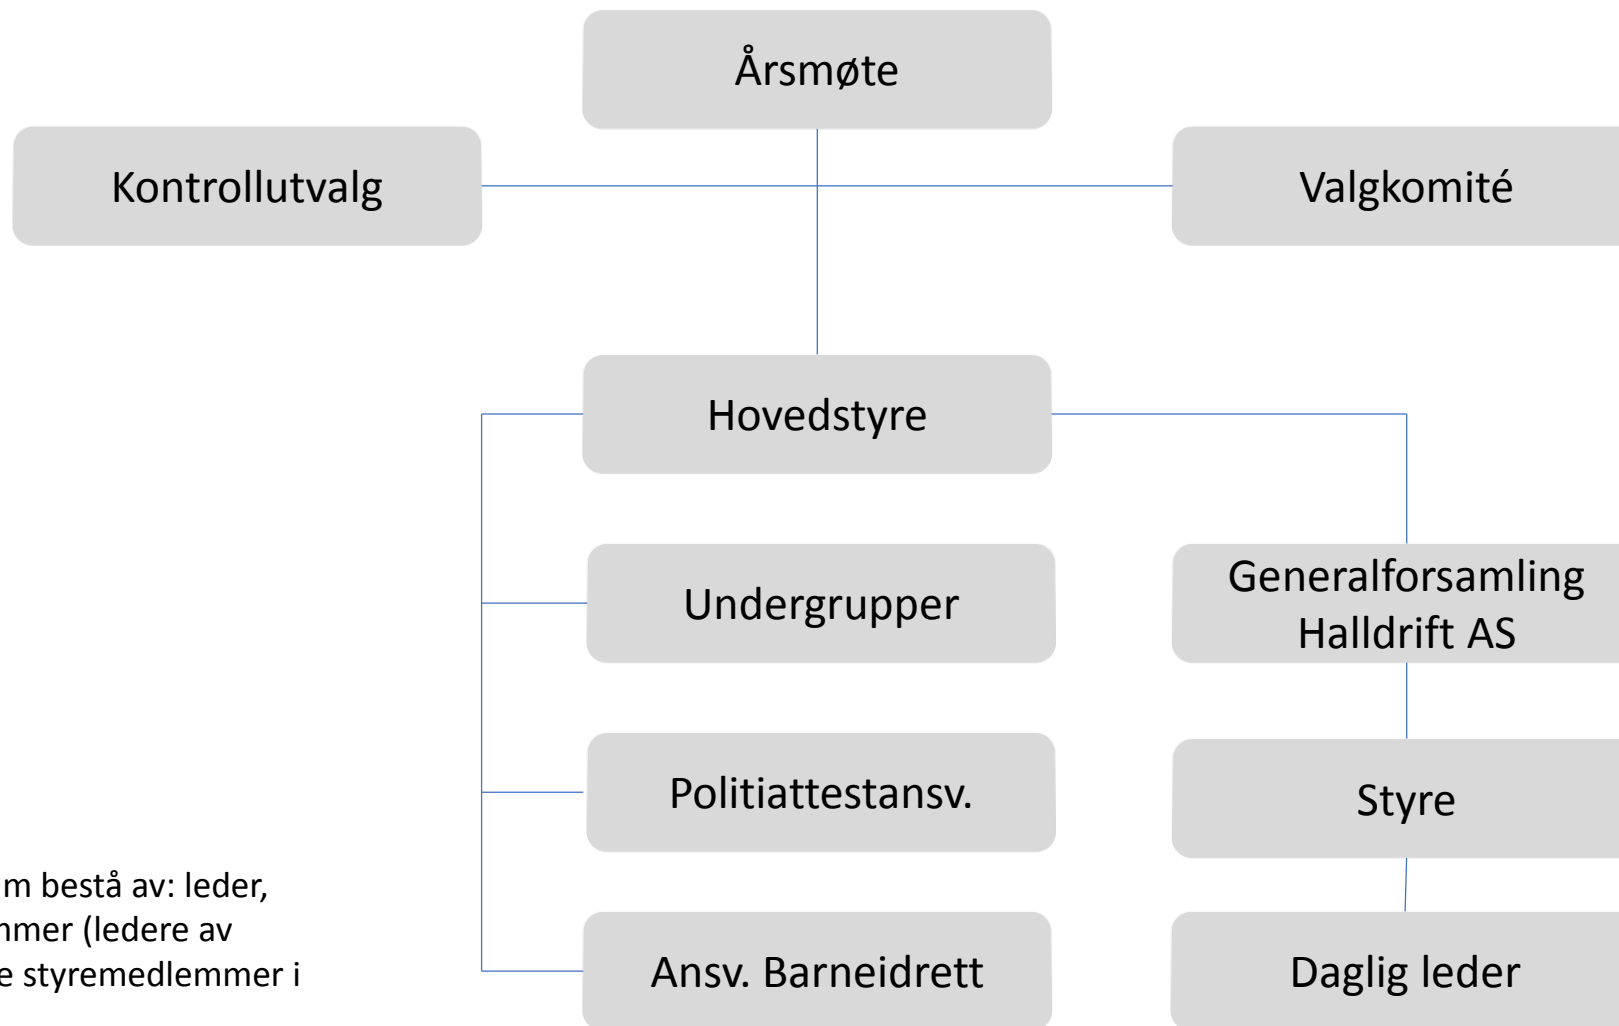 Årsmøte
Kontrollutvalg
Valgkomité
Hovedstyre
Undergrupper
Generalforsamling
Halldrift AS
Politiattestansv.
Styre
m bestå av: leder,
mmer (ledere av
e styremedlemmer i
Ansv. Barneidrett
Daglig leder